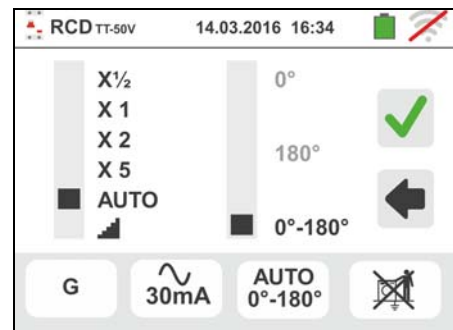 RCD TT-50V 14.03.2016 16:34
X½ 0°
X 1
X 2 180°
X 5
AUTO
0°-180°
G 30mA AUTO 0°-180°